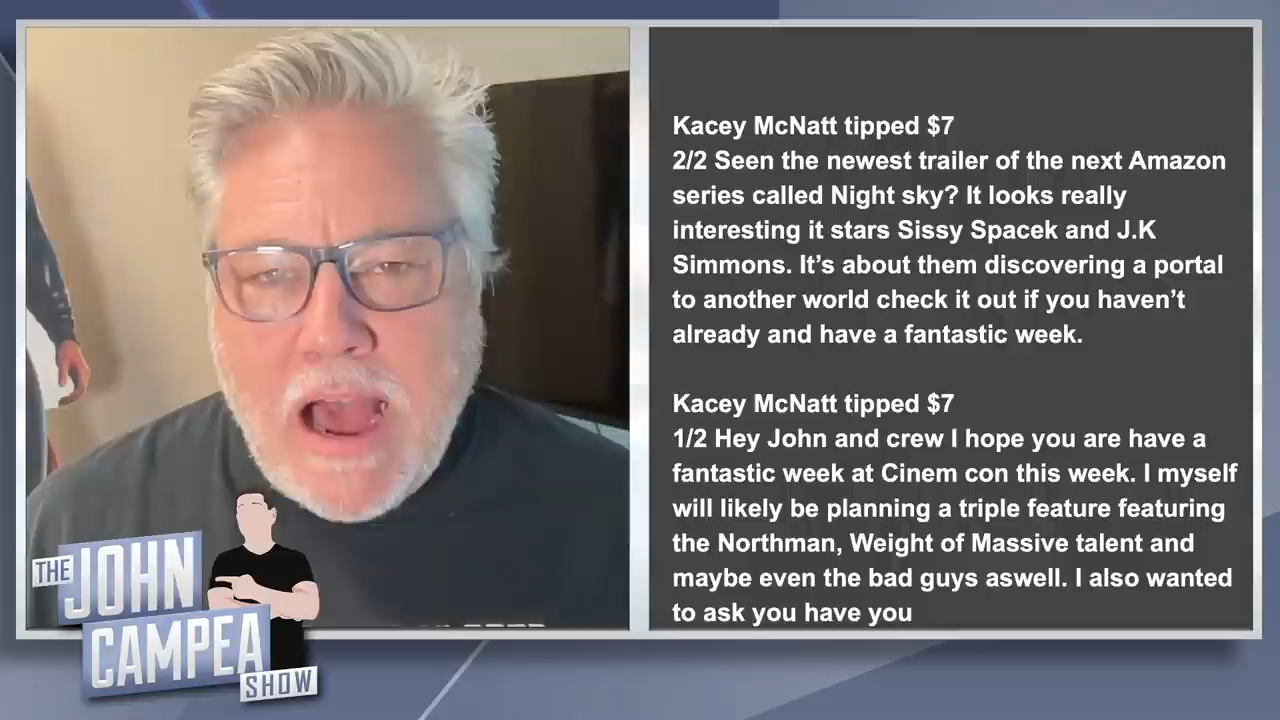 Kacey McNatt tipped $7
2/2 Seen the newest trailer of the next Amazon
series called Night sky? It looks really
interesting it stars Sissy Spacek and J.K
Simmons. It’s about them discovering a portal
to another world check it out if you haven’t
already and have a fantastic week.
Kacey McNatt tipped $7
1/2 Hey John and crew I hope you are have a
fantastic week at Cinem con this week. I myself
will likely be planning a triple feature featuring
the Northman, Weight of Massive talent and
maybe even the bad guys aswell. I also wanted
to ask you have you
THE JOHN
CAMPEA
SHOW